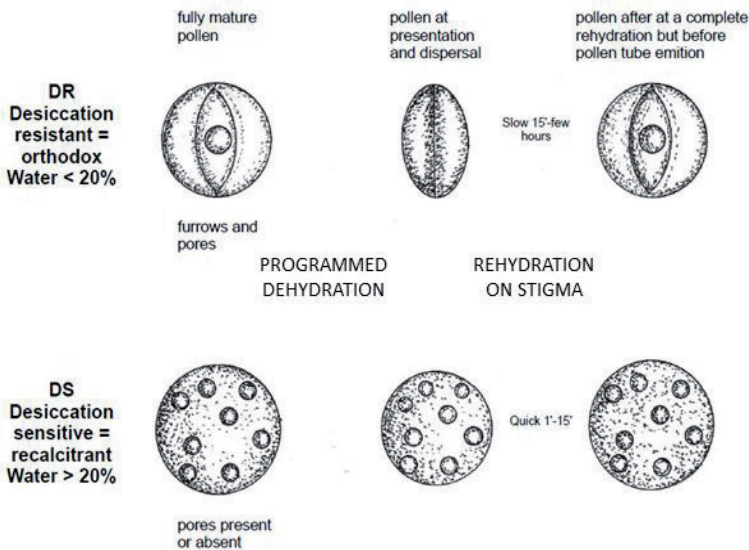 fully mature
pollen
pollen at
presentation
and dispersal
pollen after at a complete
rehydration but before
pollen tube emition
DR
Desiccation
resistant =
orthodox
Water < 20%
Slow 15'-few
hours
furrows and
pores
PROGRAMMED
DEHYDRATION
REHYDRATION
ON STIGMA
DS
Desiccation
sensitive =
recalcitrant
Water > 20%
Quick 1'-15'
pores present
or absent